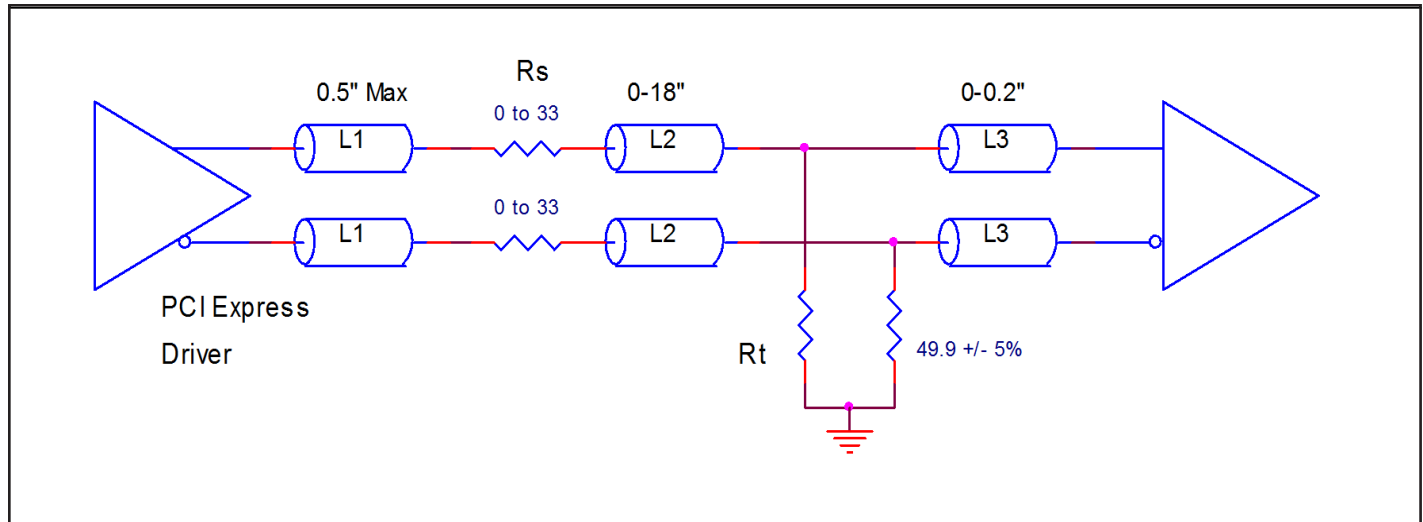 Rs
0.5" Max
0-18"
0-0.2"
0 to 33
L1
L2
L3
0 to 33
L1
L2
L3
PCI Express
Driver
Rt
49.9 +/- 5%